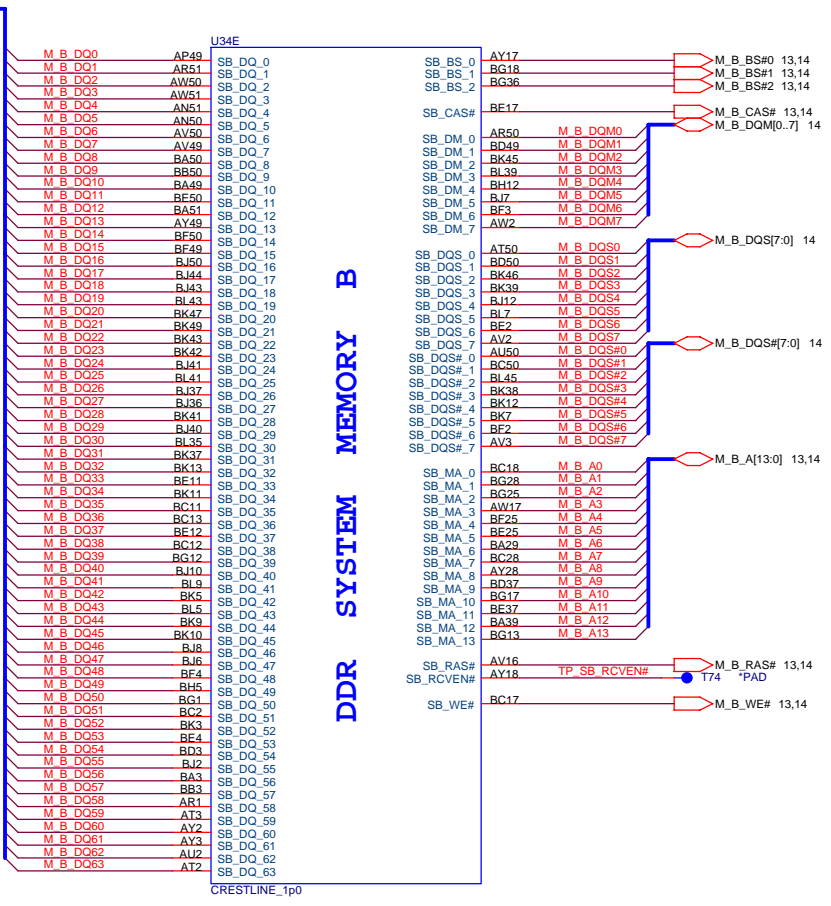 U34E
M_B_DQ0 AP49 SB_DQ_0
M_B_DQ1 AR51 SB_DQ_1
M_B_DQ2 AW50 SB_DQ_2
M_B_DQ3 AW51 SB_DQ_3
M_B_DQ4 AN51 SB_DQ_4
M_B_DQ5 AN50 SB_DQ_5
M_B_DQ6 AV50 SB_DQ_6
M_B_DQ7 AV49 SB_DQ_7
M_B_DQ8 BA50 SB_DQ_8
M_B_DQ9 BB50 SB_DQ_9
M_B_DQ10 BA49 SB_DQ_10
M_B_DQ11 BE50 SB_DQ_11
M_B_DQ12 BA51 SB_DQ_12
M_B_DQ13 AY49 SB_DQ_13
M_B_DQ14 BF50 SB_DQ_14
M_B_DQ15 BF49 SB_DQ_15
M_B_DQ16 BJ50 SB_DQ_16
M_B_DQ17 BJ44 SB_DQ_17
M_B_DQ18 BJ43 SB_DQ_18
M_B_DQ19 BL43 SB_DQ_19
M_B_DQ20 BK47 SB_DQ_20
M_B_DQ21 BK49 SB_DQ_21
M_B_DQ22 BK43 SB_DQ_22
M_B_DQ23 BK42 SB_DQ_23
M_B_DQ24 BJ41 SB_DQ_24
M_B_DQ25 BL41 SB_DQ_25
M_B_DQ26 BJ37 SB_DQ_26
M_B_DQ27 BJ36 SB_DQ_27
M_B_DQ28 BK41 SB_DQ_28
M_B_DQ29 BJ40 SB_DQ_29
M_B_DQ30 BL35 SB_DQ_30
M_B_DQ31 BK37 SB_DQ_31
M_B_DQ32 BK13 SB_DQ_32
M_B_DQ33 BE11 SB_DQ_33
M_B_DQ34 BK11 SB_DQ_34
M_B_DQ35 BC11 SB_DQ_35
M_B_DQ36 BC13 SB_DQ_36
M_B_DQ37 BE12 SB_DQ_37
M_B_DQ38 BC12 SB_DQ_38
M_B_DQ39 BG12 SB_DQ_39
M_B_DQ40 BJ10 SB_DQ_40
M_B_DQ41 BL9 SB_DQ_41
M_B_DQ42 BK5 SB_DQ_42
M_B_DQ43 BL5 SB_DQ_43
M_B_DQ44 BK9 SB_DQ_44
M_B_DQ45 BK10 SB_DQ_45
M_B_DQ46 BJ8 SB_DQ_46
M_B_DQ47 BJ6 SB_DQ_47
M_B_DQ48 BF4 SB_DQ_48
M_B_DQ49 BH5 SB_DQ_49
M_B_DQ50 BG1 SB_DQ_50
M_B_DQ51 BC2 SB_DQ_51
M_B_DQ52 BK3 SB_DQ_52
M_B_DQ53 BE4 SB_DQ_53
M_B_DQ54 BD3 SB_DQ_54
M_B_DQ55 BJ2 SB_DQ_55
M_B_DQ56 BA3 SB_DQ_56
M_B_DQ57 BB3 SB_DQ_57
M_B_DQ58 AR1 SB_DQ_58
M_B_DQ59 AT3 SB_DQ_59
M_B_DQ60 AY2 SB_DQ_60
M_B_DQ61 AY3 SB_DQ_61
M_B_DQ62 AU2 SB_DQ_62
M_B_DQ63 AT2 SB_DQ_63
DDR SYSTEM MEMORY B
SB_BS_0 AY17 M_B_BS#0 13,14
SB_BS_1 BG18 M_B_BS#1 13,14
SB_BS_2 BG36 M_B_BS#2 13,14
SB_CAS# BE17 M_B_CAS# 13,14
M_B_DQM[0..7] 14
SB_DM_0 AR50 M_B_DQM0
SB_DM_1 BD49 M_B_DQM1
SB_DM_2 BK45 M_B_DQM2
SB_DM_3 BL39 M_B_DQM3
SB_DM_4 BH12 M_B_DQM4
SB_DM_5 BJ7 M_B_DQM5
SB_DM_6 BF3 M_B_DQM6
SB_DM_7 AW2 M_B_DQM7
M_B_DQS[7:0] 14
SB_DQS_0 AT50 M_B_DQS0
SB_DQS_1 BD50 M_B_DQS1
SB_DQS_2 BK46 M_B_DQS2
SB_DQS_3 BK39 M_B_DQS3
SB_DQS_4 BJ12 M_B_DQS4
SB_DQS_5 BL7 M_B_DQS5
SB_DQS_6 BE2 M_B_DQS6
SB_DQS_7 AV2 M_B_DQS7
M_B_DQS#[7:0] 14
SB_DQS#_0 AU50 M_B_DQS#0
SB_DQS#_1 BC50 M_B_DQS#1
SB_DQS#_2 BL45 M_B_DQS#2
SB_DQS#_3 BK38 M_B_DQS#3
SB_DQS#_4 BK12 M_B_DQS#4
SB_DQS#_5 BK7 M_B_DQS#5
SB_DQS#_6 BF2 M_B_DQS#6
SB_DQS#_7 AV3 M_B_DQS#7
M_B_A[13:0] 13,14
SB_MA_0 BC18 M_B_A0
SB_MA_1 BG28 M_B_A1
SB_MA_2 BG25 M_B_A2
SB_MA_3 AW17 M_B_A3
SB_MA_4 BF25 M_B_A4
SB_MA_5 BE25 M_B_A5
SB_MA_6 BA29 M_B_A6
SB_MA_7 BC28 M_B_A7
SB_MA_8 AY28 M_B_A8
SB_MA_9 BD37 M_B_A9
SB_MA_10 BG17 M_B_A10
SB_MA_11 BE37 M_B_A11
SB_MA_12 BA39 M_B_A12
SB_MA_13 BG13 M_B_A13
SB_RAS# AV16 M_B_RAS# 13,14
SB_RCVEN# AY18 TP_SB_RCVEN# T74 *PAD
SB_WE# BC17 M_B_WE# 13,14
CRESTLINE_1p0